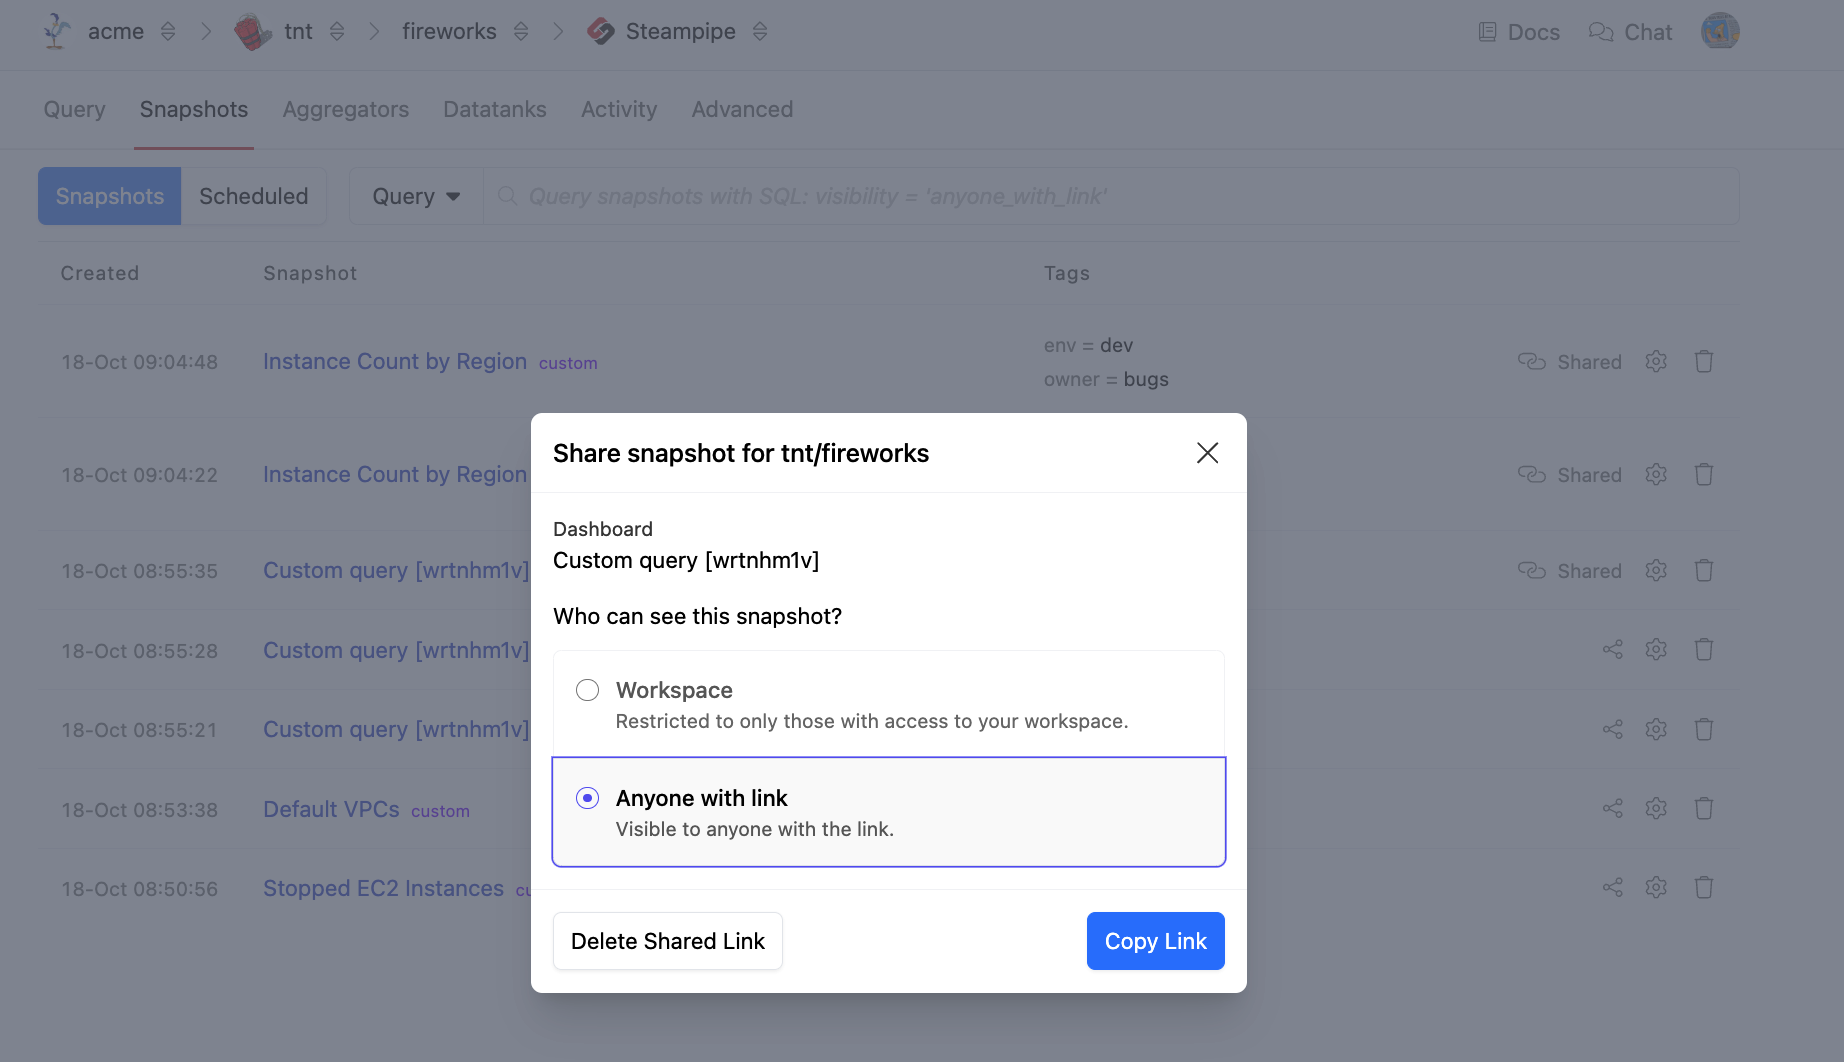 acme tnt fireworks Steampipe Docs Chat
Query Snapshots Aggregators Datatanks Activity Advanced
Snapshots Scheduled Query Query snapshots with SQL: visibility = 'anyone_with_link'
Created Snapshot Tags
18-Oct 09:04:48 Instance Count by Region custom env = dev
owner = bugs
Shared
18-Oct 09:04:22 Instance Count by Region Shared
18-Oct 08:55:35 Custom query [wrtnhm1v] Shared
18-Oct 08:55:28 Custom query [wrtnhm1v]
18-Oct 08:55:21 Custom query [wrtnhm1v]
18-Oct 08:53:38 Default VPCs custom
18-Oct 08:50:56 Stopped EC2 Instances
Share snapshot for tnt/fireworks
Dashboard
Custom query [wrtnhm1v]
Who can see this snapshot?
Workspace
Restricted to only those with access to your workspace.
Anyone with link
Visible to anyone with the link.
Delete Shared Link Copy Link